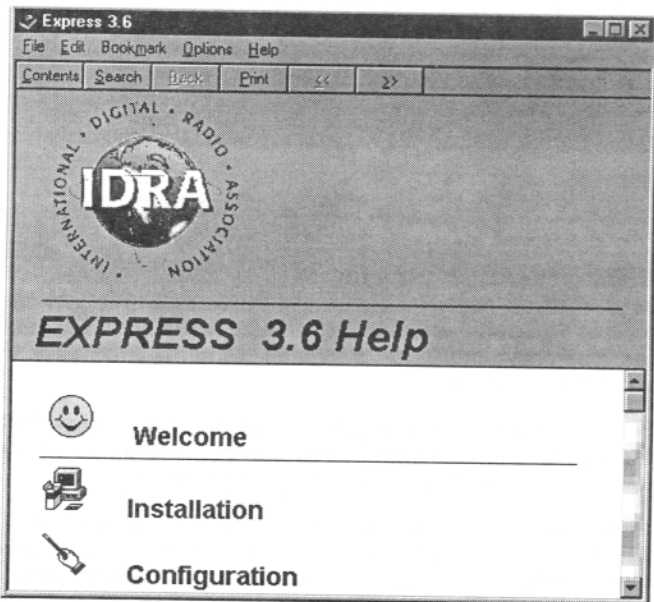 Express 3.6
File Edit Bookmark Options Help
Contents Search Back Print << >>
INTERNATIONAL · DIGITAL · RADIO · ASSOCIATION ·
IDRA
EXPRESS 3.6 Help
Welcome
Installation
Configuration